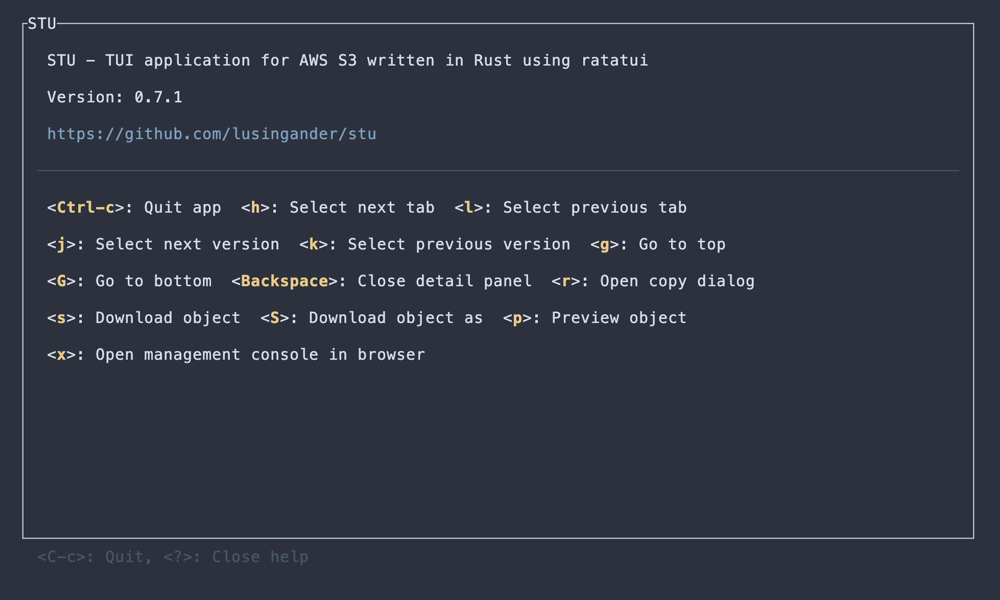 STU
STU – TUI application for AWS S3 written in Rust using ratatui
Version: 0.7.1
https://github.com/lusingander/stu
<Ctrl-c>: Quit app  <h>: Select next tab  <l>: Select previous tab
<j>: Select next version  <k>: Select previous version  <g>: Go to top
<G>: Go to bottom  <Backspace>: Close detail panel  <r>: Open copy dialog
<s>: Download object  <S>: Download object as  <p>: Preview object
<x>: Open management console in browser
<C-c>: Quit, <?>: Close help